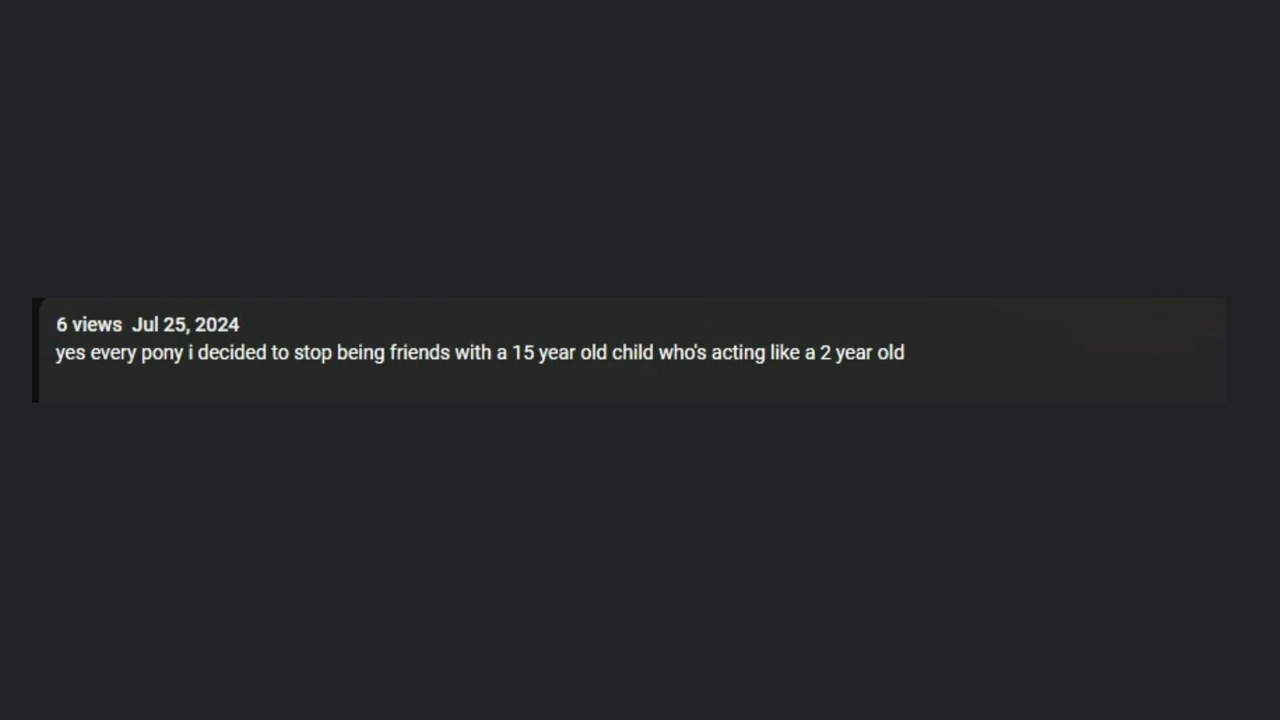 6 views  Jul 25, 2024
yes every pony i decided to stop being friends with a 15 year old child who's acting like a 2 year old